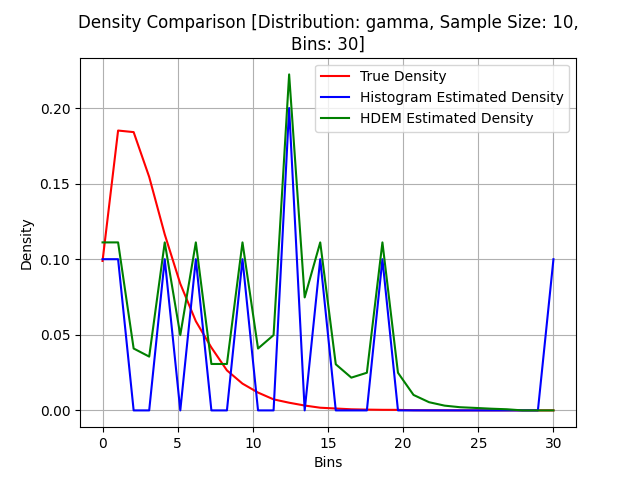 Density Comparison [Distribution: gamma, Sample Size: 10,
Bins: 30]
True Density
Histogram Estimated Density
HDEM Estimated Density
Density
0.20
0.15
0.10
0.05
0.00
0 5 10 15 20 25 30
Bins